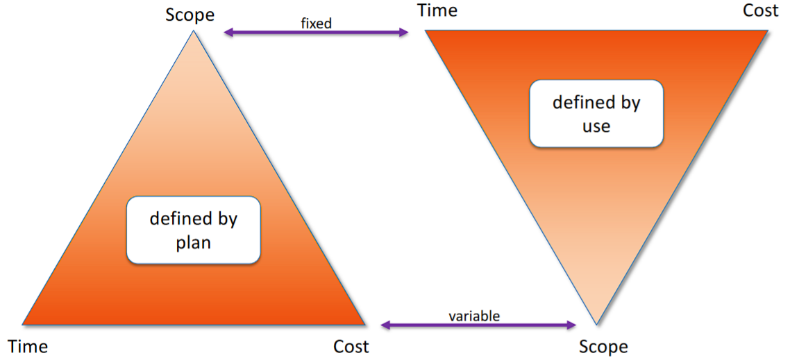 Scope
fixed
Time
Cost
defined by
plan
defined by
use
Time
Cost
variable
Scope